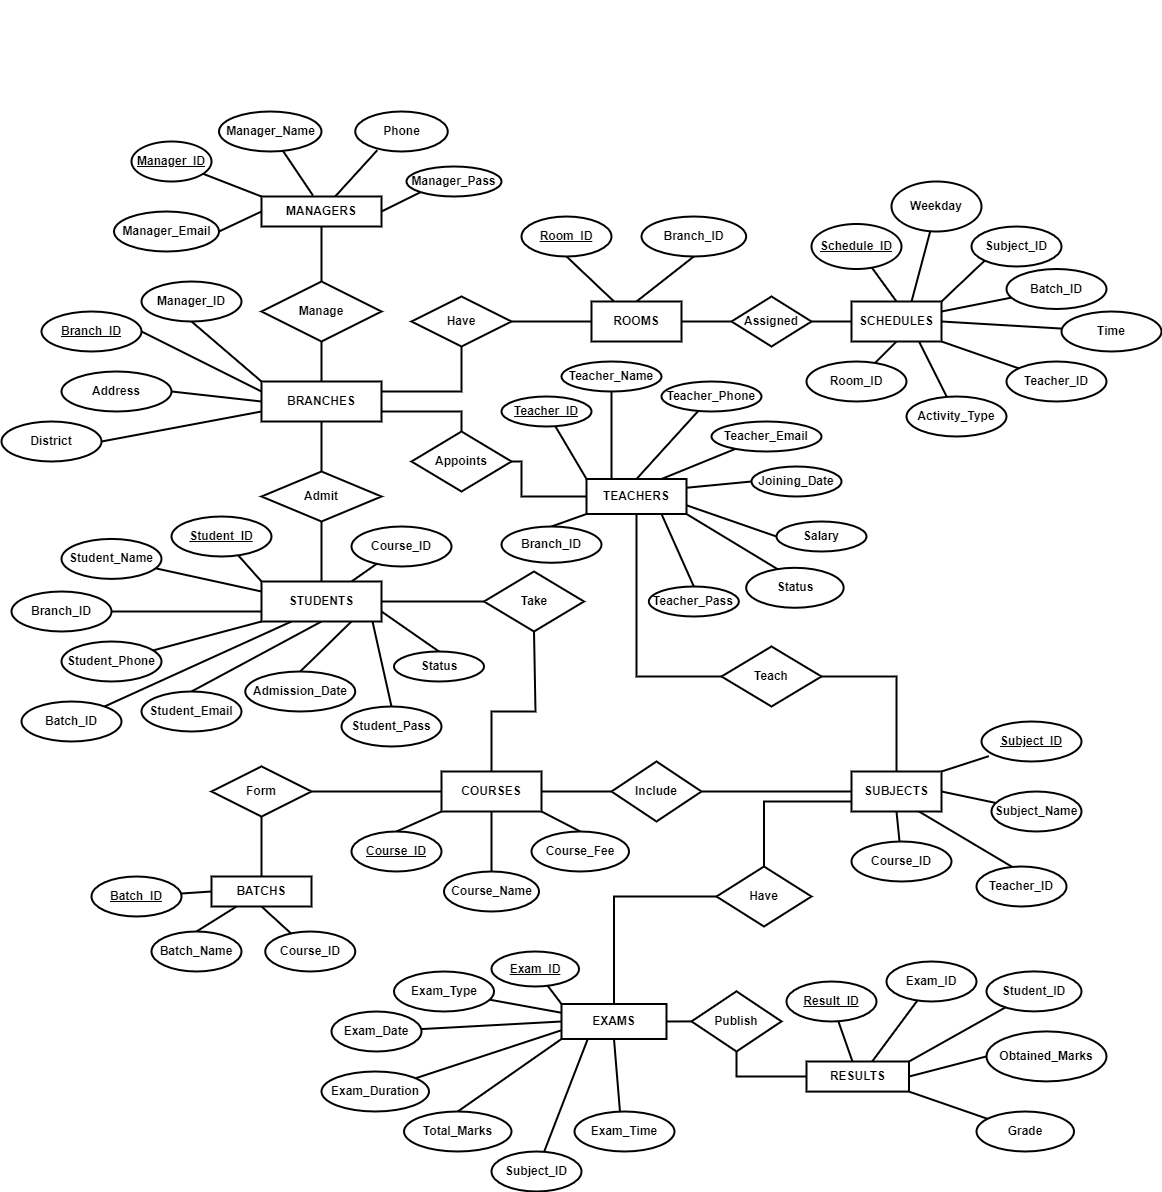 Manager_Name
Phone
Manager_ID
Manager_Pass
MANAGERS
Manager_Email
Weekday
Room_ID
Branch_ID
Schedule_ID
Subject_ID
Batch_ID
Manager_ID
Manage
Have
ROOMS
Assigned
SCHEDULES
Time
Branch_ID
Teacher_Name
Room_ID
Teacher_ID
Address
BRANCHES
Teacher_Phone
Teacher_ID
Activity_Type
District
Teacher_Email
Appoints
Joining_Date
Admit
TEACHERS
Student_ID
Salary
Course_ID
Branch_ID
Student_Name
Status
STUDENTS
Take
Teacher_Pass
Branch_ID
Student_Phone
Status
Teach
Admission_Date
Student_Email
Batch_ID
Student_Pass
Subject_ID
Form
COURSES
Include
SUBJECTS
Subject_Name
Course_ID
Course_Fee
Course_ID
Batch_ID
BATCHS
Course_Name
Teacher_ID
Have
Batch_Name
Course_ID
Exam_ID
Exam_Type
Exam_ID
Student_ID
Result_ID
Exam_Date
EXAMS
Publish
Obtained_Marks
RESULTS
Exam_Duration
Total_Marks
Exam_Time
Grade
Subject_ID